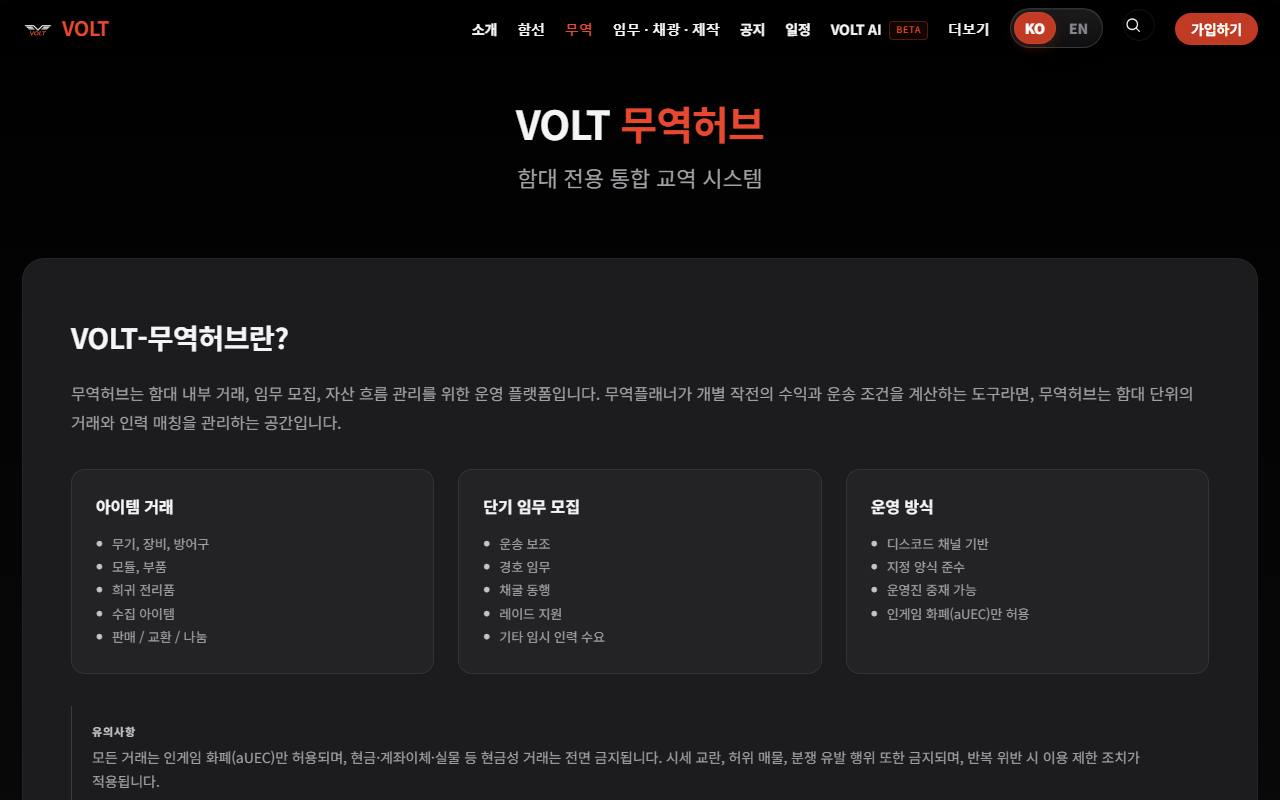 VOLT
VOLT
소개
함선
무역
임무 · 채광 · 제작
공지
일정
VOLT AI
BETA
더보기
KO
EN
가입하기
VOLT 무역허브
함대 전용 통합 교역 시스템
VOLT-무역허브란?
무역허브는 함대 내부 거래, 임무 모집, 자산 흐름 관리를 위한 운영 플랫폼입니다. 무역플래너가 개별 작전의 수익과 운송 조건을 계산하는 도구라면, 무역허브는 함대 단위의
거래와 인력 매칭을 관리하는 공간입니다.
아이템 거래
무기, 장비, 방어구
모듈, 부품
희귀 전리품
수집 아이템
판매 / 교환 / 나눔
단기 임무 모집
운송 보조
경호 임무
채굴 동행
레이드 지원
기타 임시 인력 수요
운영 방식
디스코드 채널 기반
지정 양식 준수
운영진 중재 가능
인게임 화폐(aUEC)만 허용
유의사항
모든 거래는 인게임 화폐(aUEC)만 허용되며, 현금·계좌이체·실물 등 현금성 거래는 전면 금지됩니다. 시세 교란, 허위 매물, 분쟁 유발 행위 또한 금지되며, 반복 위반 시 이용 제한 조치가
적용됩니다.